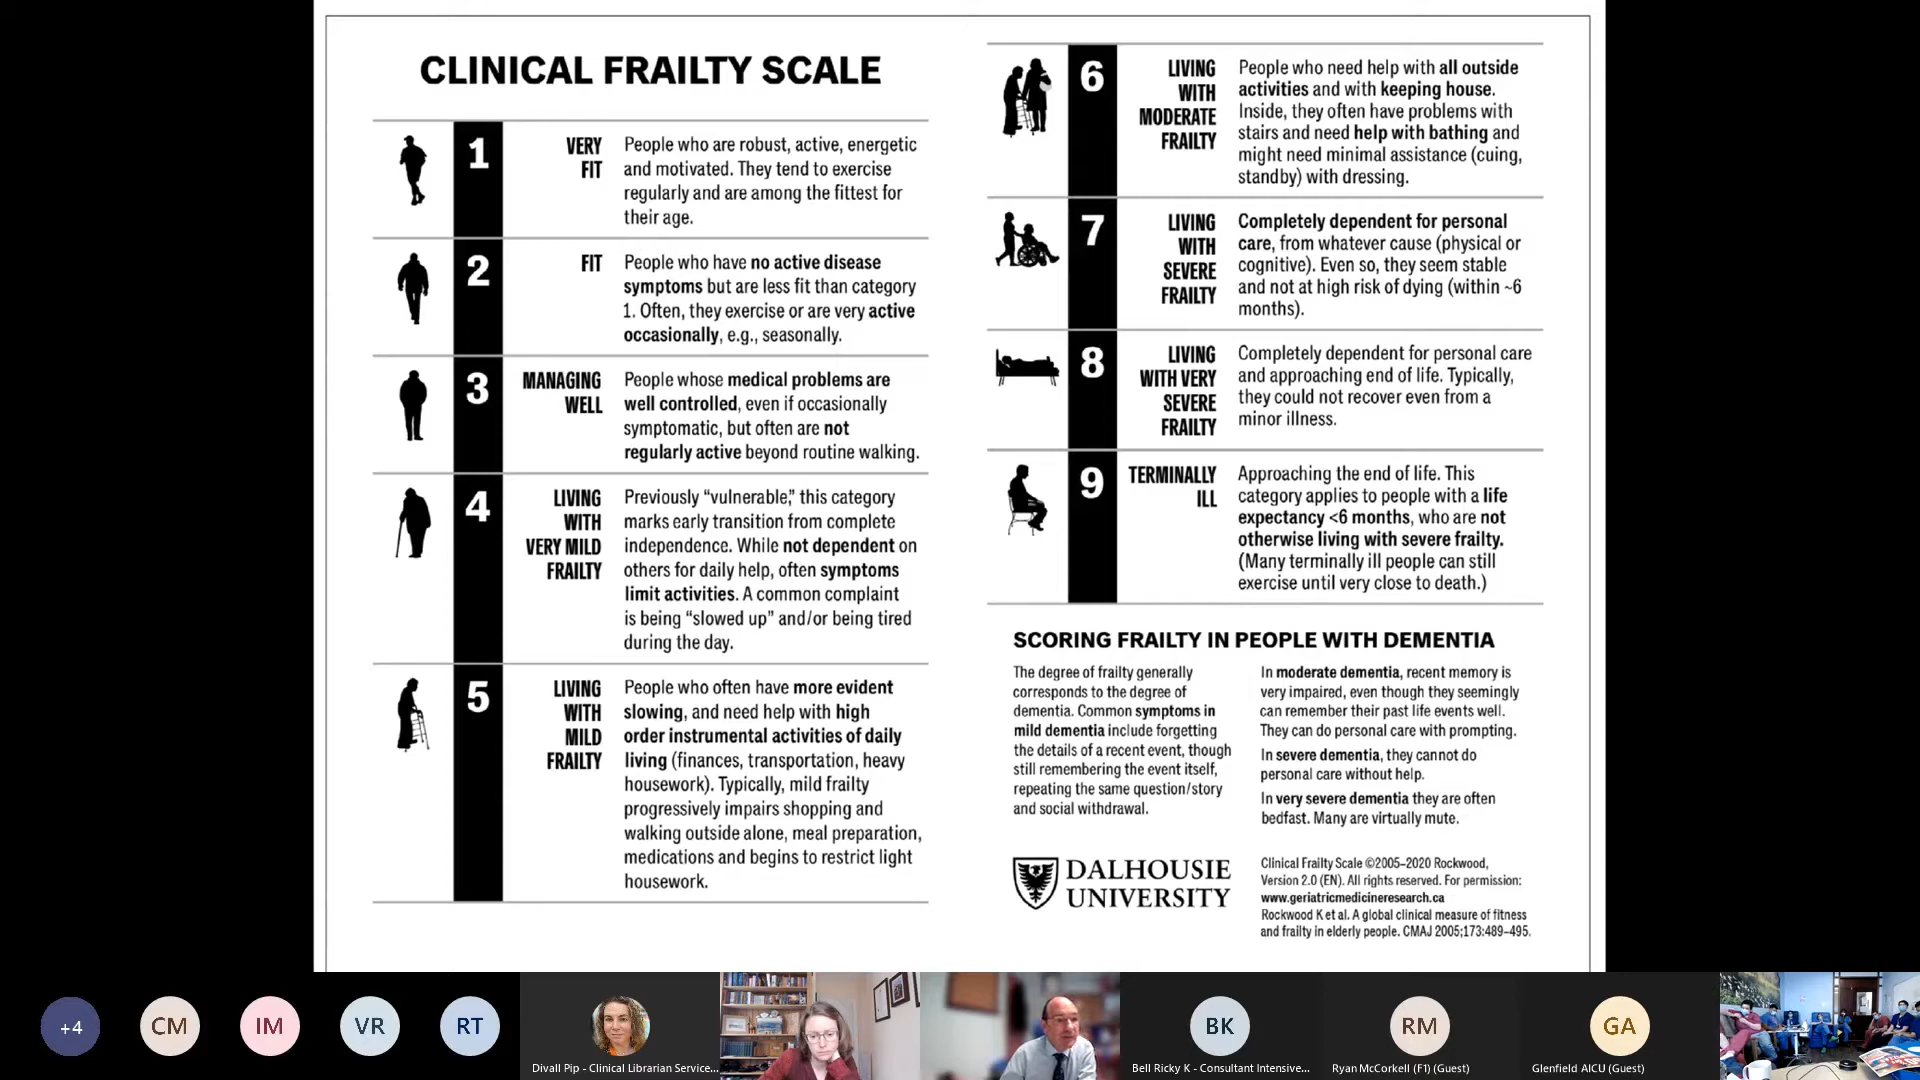 CLINICAL FRAILTY SCALE
1
VERY
FIT
People who are robust, active, energetic
and motivated. They tend to exercise
regularly and are among the fittest for
their age.
2
FIT
People who have no active disease
symptoms but are less fit than category
1. Often, they exercise or are very active
occasionally, e.g., seasonally.
3
MANAGING
WELL
People whose medical problems are
well controlled, even if occasionally
symptomatic, but often are not
regularly active beyond routine walking.
4
LIVING
WITH
VERY MILD
FRAILTY
Previously “vulnerable,” this category
marks early transition from complete
independence. While not dependent on
others for daily help, often symptoms
limit activities. A common complaint
is being “slowed up” and/or being tired
during the day.
5
LIVING
WITH
MILD
FRAILTY
People who often have more evident
slowing, and need help with high
order instrumental activities of daily
living (finances, transportation, heavy
housework). Typically, mild frailty
progressively impairs shopping and
walking outside alone, meal preparation,
medications and begins to restrict light
housework.
6
LIVING
WITH
MODERATE
FRAILTY
People who need help with all outside
activities and with keeping house.
Inside, they often have problems with
stairs and need help with bathing and
might need minimal assistance (cuing,
standby) with dressing.
7
LIVING
WITH
SEVERE
FRAILTY
Completely dependent for personal
care, from whatever cause (physical or
cognitive). Even so, they seem stable
and not at high risk of dying (within ~6
months).
8
LIVING
WITH VERY
SEVERE
FRAILTY
Completely dependent for personal care
and approaching end of life. Typically,
they could not recover even from a
minor illness.
9
TERMINALLY
ILL
Approaching the end of life. This
category applies to people with a life
expectancy <6 months, who are not
otherwise living with severe frailty.
(Many terminally ill people can still
exercise until very close to death.)
SCORING FRAILTY IN PEOPLE WITH DEMENTIA
The degree of frailty generally
corresponds to the degree of
dementia. Common symptoms in
mild dementia include forgetting
the details of a recent event, though
still remembering the event itself,
repeating the same question/story
and social withdrawal.
In moderate dementia, recent memory is
very impaired, even though they seemingly
can remember their past life events well.
They can do personal care with prompting.
In severe dementia, they cannot do
personal care without help.
In very severe dementia they are often
bedfast. Many are virtually mute.
DALHOUSIE
UNIVERSITY
Clinical Frailty Scale ©2005–2020 Rockwood,
Version 2.0 (EN). All rights reserved. For permission:
www.geriatricmedicineresearch.ca
Rockwood K et al. A global clinical measure of fitness
and frailty in elderly people. CMAJ 2005;173:489–495.
+4
CM
IM
VR
RT
Divall Pip - Clinical Librarian Service...
BK
Bell Ricky K - Consultant Intensive...
RM
Ryan McCorkell (F1) (Guest)
GA
Glenfield AICU (Guest)